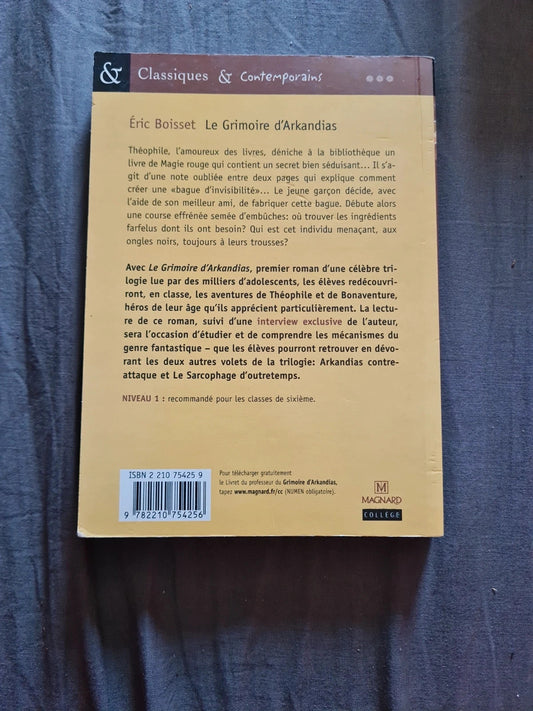 & Classiques & Contemporains
Éric Boisset Le Grimoire d'Arkandias
Théophile, l'amoureux des livres, déniche à la bibliothèque un
livre de Magie rouge qui contient un secret bien séduisant... Il s'a-
git d'une note oubliée entre deux pages qui explique comment
créer une «bague d'invisibilité»... Le jeune garçon décide, avec
l'aide de son meilleur ami, de fabriquer cette bague. Débute alors
une course effrénée semée d'embûches: où trouver les ingrédients
farfelus dont ils ont besoin? Qui est cet individu menaçant, aux
ongles noirs, toujours à leurs trousses?
Avec Le Grimoire d'Arkandias, premier roman d'une célèbre tri-
logie lue par des milliers d'adolescents, les élèves redécouvri-
ront, en classe, les aventures de Théophile et de Bonaventure,
héros de leur âge qu'ils apprécient particulièrement. La lectu-
re de ce roman, suivi d'une interview exclusive de l'auteur,
sera l'occasion d'étudier et de comprendre les mécanismes du
genre fantastique – que les élèves pourront retrouver en dévo-
rant les deux autres volets de la trilogie: Arkandias contre-
attaque et Le Sarcophage d'outretemps.
NIVEAU 1 : recommandé pour les classes de sixième.
ISBN 2 210 75425 9
9 782210 754256
Pour télécharger gratuitement
le Livret du professeur du Grimoire d'Arkandias,
tapez www.magnard.fr/cc (NUMEN obligatoire).
M
MAGNARD
COLLÈGE